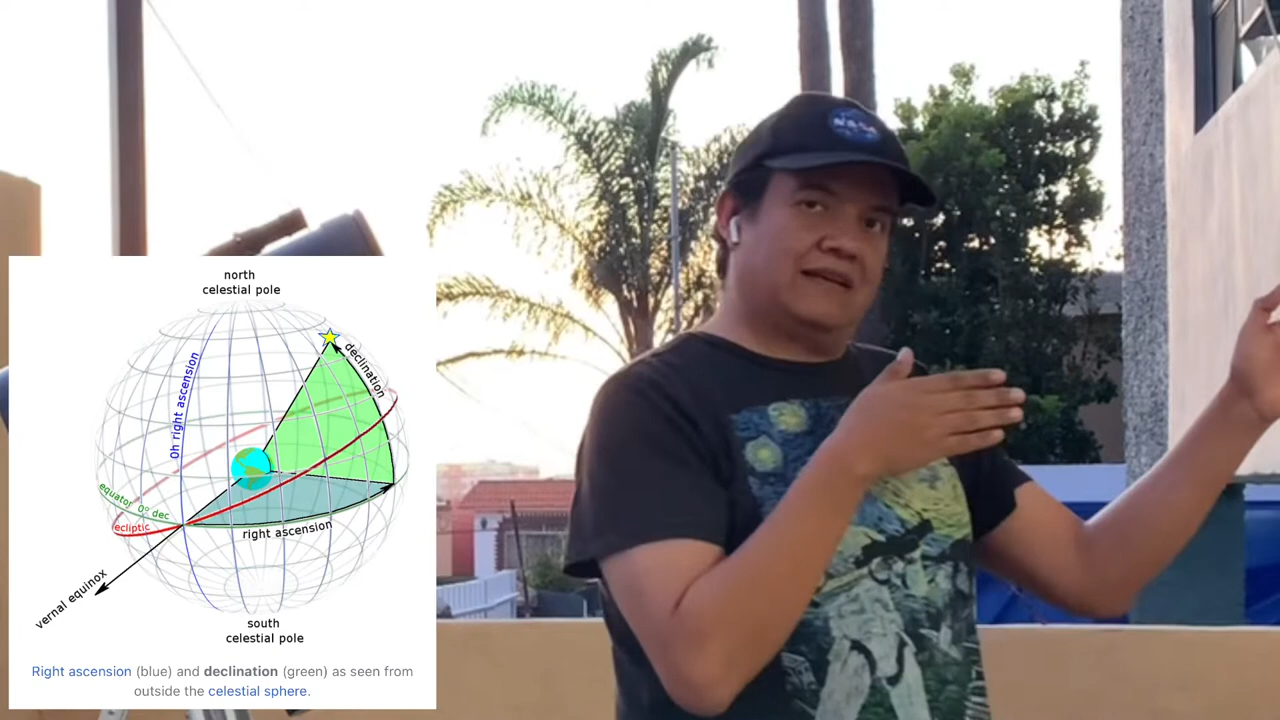 NASA
north
celestial pole
declination
0h right ascension
equator 0° dec
ecliptic
right ascension
vernal equinox
south
celestial pole
Right ascension (blue) and declination (green) as seen from
outside the celestial sphere.